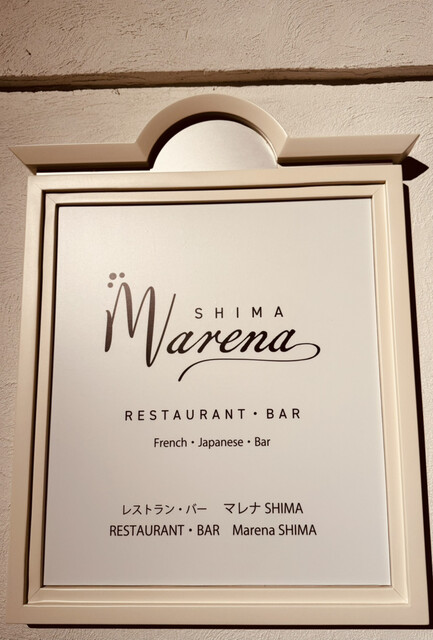 SHIMA
Marena
RESTAURANT・BAR
French・Japanese・Bar
レストラン・バー　マレナ SHIMA
RESTAURANT・BAR　Marena SHIMA